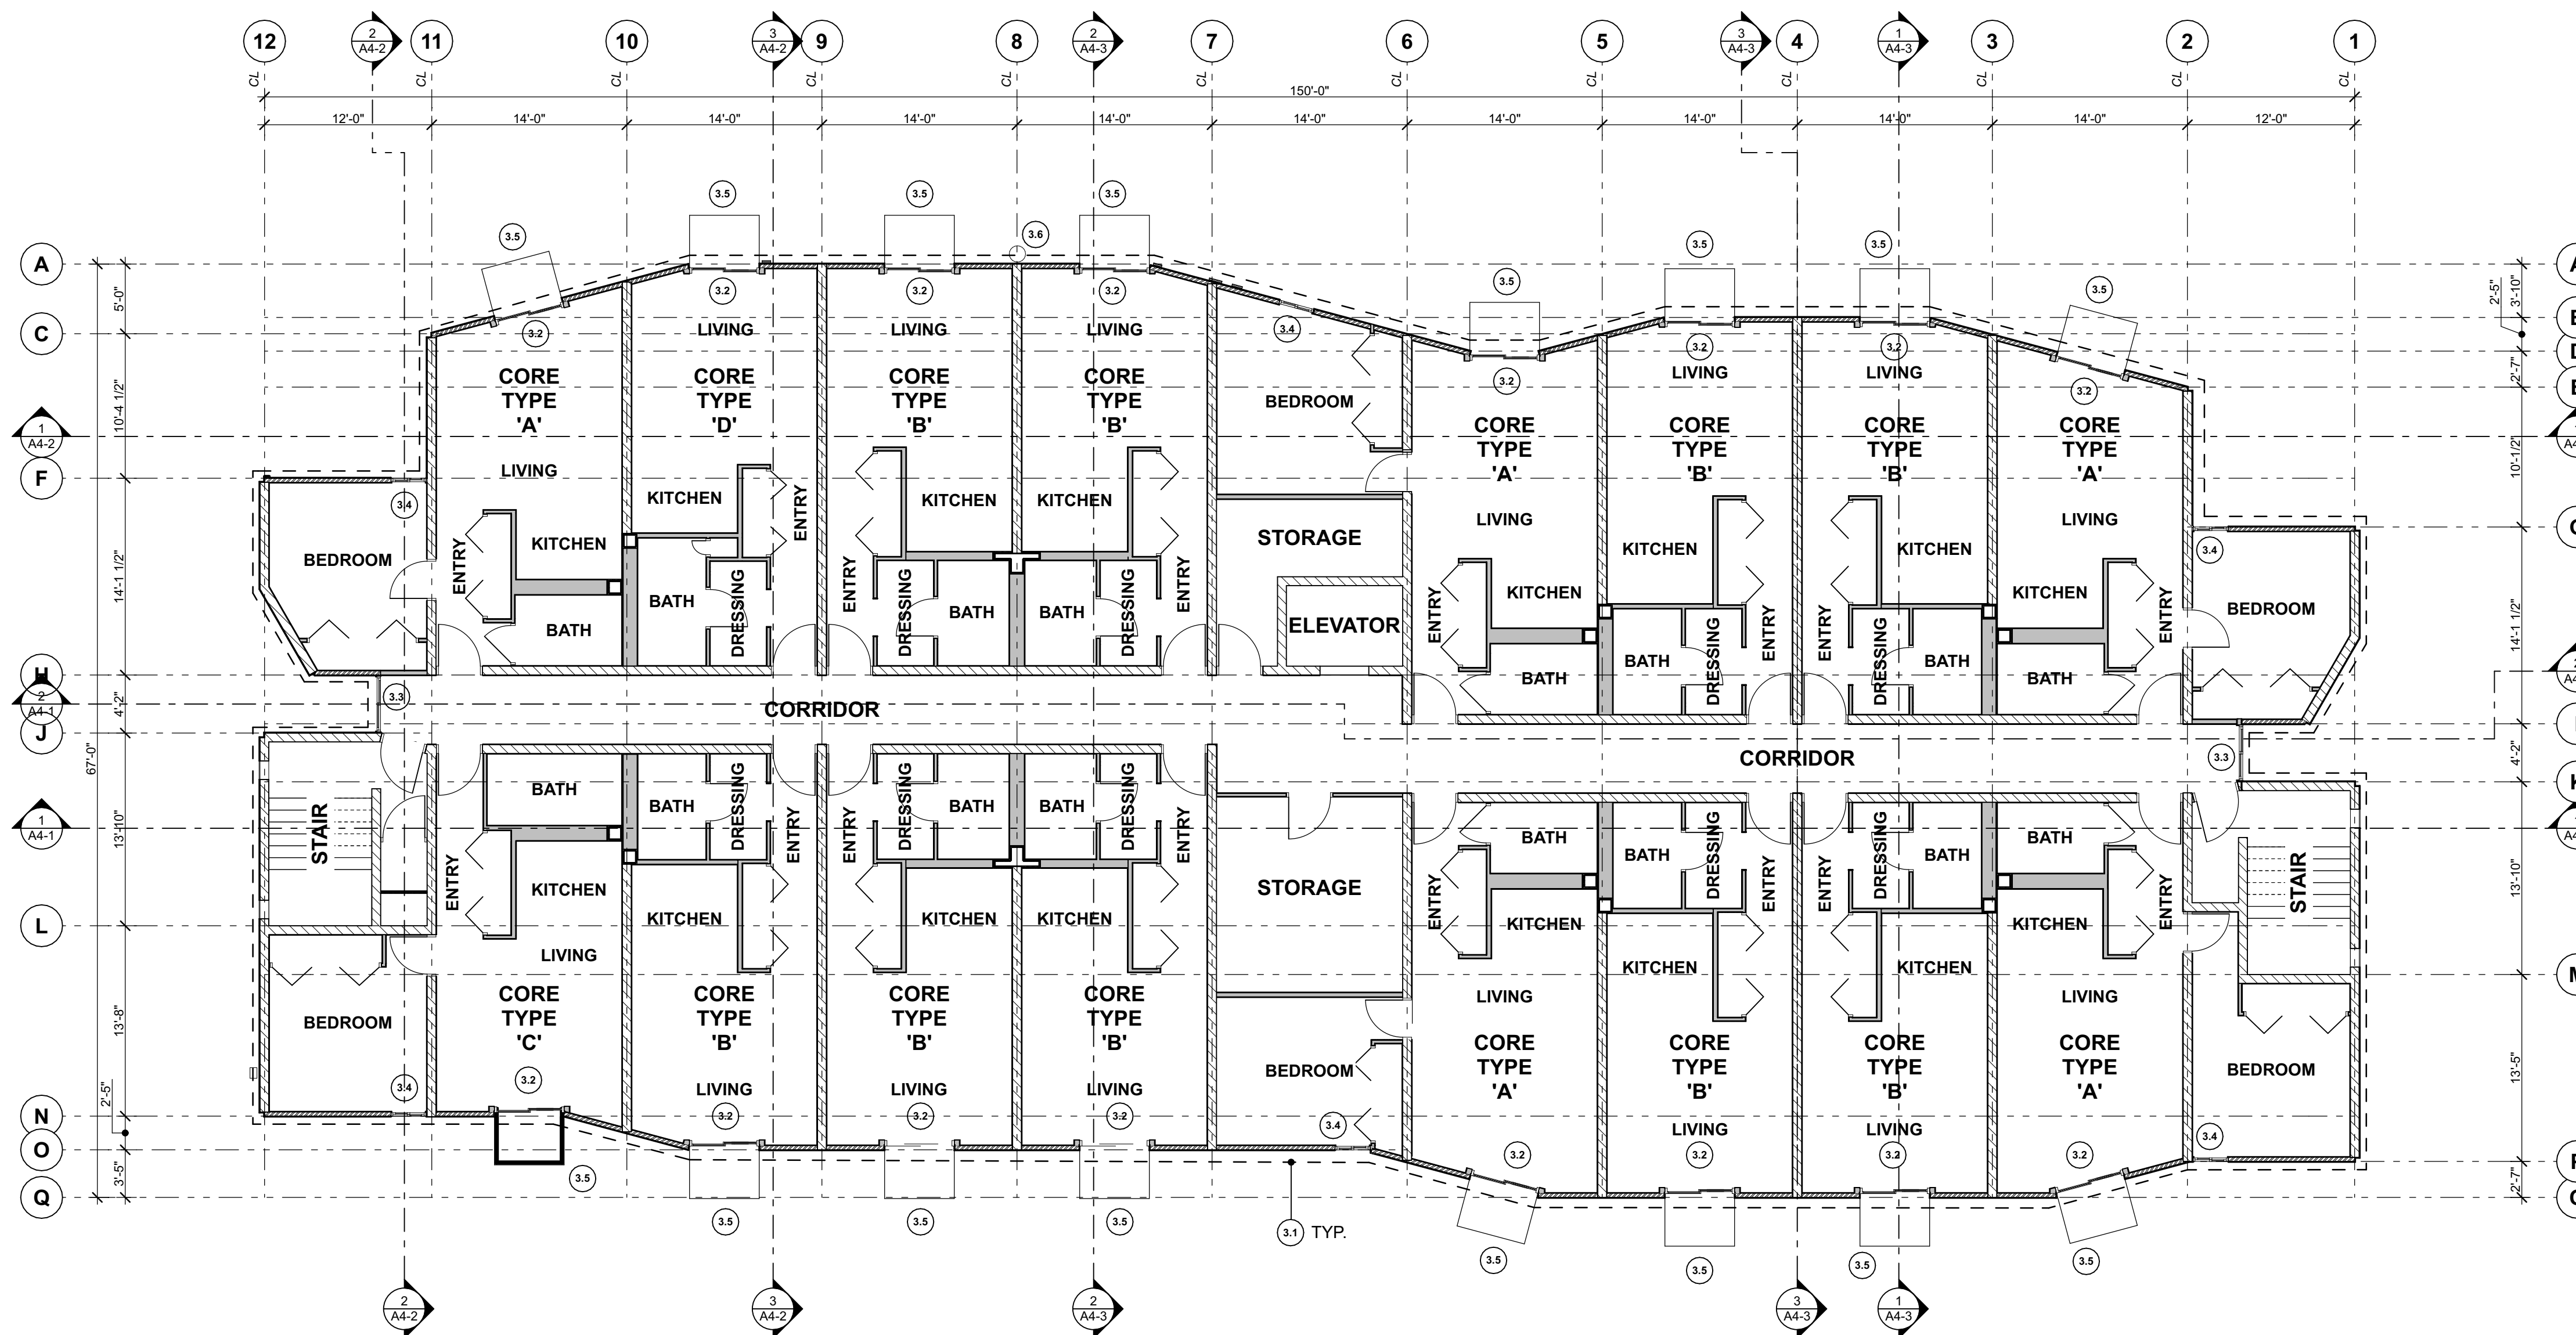 12
2
A4-2
11
10
3
A4-2
9
8
2
A4-3
7
6
5
3
A4-3
4
1
A4-3
3
2
1
CL CL CL CL CL CL CL CL CL CL CL CL
150'-0"
12'-0" 14'-0" 14'-0" 14'-0" 14'-0" 14'-0" 14'-0" 14'-0" 14'-0" 14'-0" 12'-0"
3.5 3.5 3.5 3.5 3.6 3.5 3.5 3.5 3.5
A
C
1
A4-2
F
H
2
A4-1
J
1
A4-1
L
N
O
Q
5'-0"
10'-4 1/2"
14'-1 1/2"
4'-2"
13'-10"
13'-8"
2'-5"
3'-5"
67'-0"
3.2 3.2 3.2 3.2 3.4 3.2 3.2 3.2 3.2
LIVING LIVING LIVING LIVING LIVING
CORE
TYPE
'A'
CORE
TYPE
'D'
CORE
TYPE
'B'
CORE
TYPE
'B'
BEDROOM
CORE
TYPE
'A'
CORE
TYPE
'B'
CORE
TYPE
'B'
CORE
TYPE
'A'
LIVING
KITCHEN KITCHEN KITCHEN
ENTRY
3.4
BEDROOM
ENTRY
KITCHEN
BATH
BATH
DRESSING
ENTRY
DRESSING
BATH
BATH
DRESSING
ENTRY
STORAGE
ELEVATOR
LIVING
LIVING
KITCHEN
KITCHEN
KITCHEN
KITCHEN
ENTRY
BATH
BATH
DRESSING
ENTRY
ENTRY
DRESSING
BATH
BATH
ENTRY
3.4
BEDROOM
3.3
CORRIDOR
CORRIDOR
3.3
STAIR
ENTRY
BATH
KITCHEN
LIVING
BATH
DRESSING
ENTRY
KITCHEN
ENTRY
DRESSING
BATH
KITCHEN
BATH
DRESSING
ENTRY
KITCHEN
STORAGE
ENTRY
BATH
KITCHEN
LIVING
BATH
DRESSING
ENTRY
KITCHEN
ENTRY
DRESSING
BATH
KITCHEN
BATH
ENTRY
KITCHEN
LIVING
STAIR
BEDROOM
3.4
CORE
TYPE
'C'
CORE
TYPE
'B'
CORE
TYPE
'B'
CORE
TYPE
'B'
BEDROOM
3.4
CORE
TYPE
'A'
CORE
TYPE
'B'
CORE
TYPE
'B'
CORE
TYPE
'A'
BEDROOM
3.4
LIVING LIVING LIVING LIVING LIVING
3.2 3.2 3.2 3.2 3.2 3.2 3.2 3.2
3.5 3.5 3.5 3.5 3.5 3.5 3.5 3.5
3.1 TYP.
2'-5"
3'-10"
2'-7"
10'-1/2"
14'-1 1/2"
4'-2"
13'-10"
13'-5"
2'-7"
2
A4-2
3
A4-2
2
A4-3
3
A4-3
1
A4-3